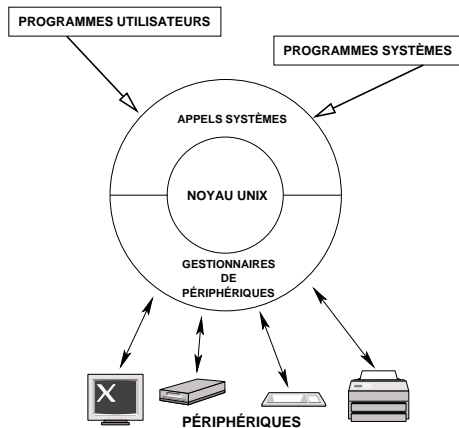 PROGRAMMES UTILISATEURS
PROGRAMMES SYSTÈMES
APPELS SYSTÈMES
NOYAU UNIX
GESTIONNAIRES
DE
PÉRIPHÉRIQUES
X
PÉRIPHÉRIQUES